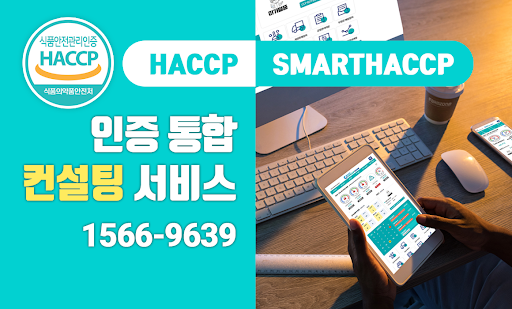 식품안전관리인증
HACCP
식품의약품안전처
HACCP
SMARTHACCP
인증 통합
컨설팅 서비스
1566-9639